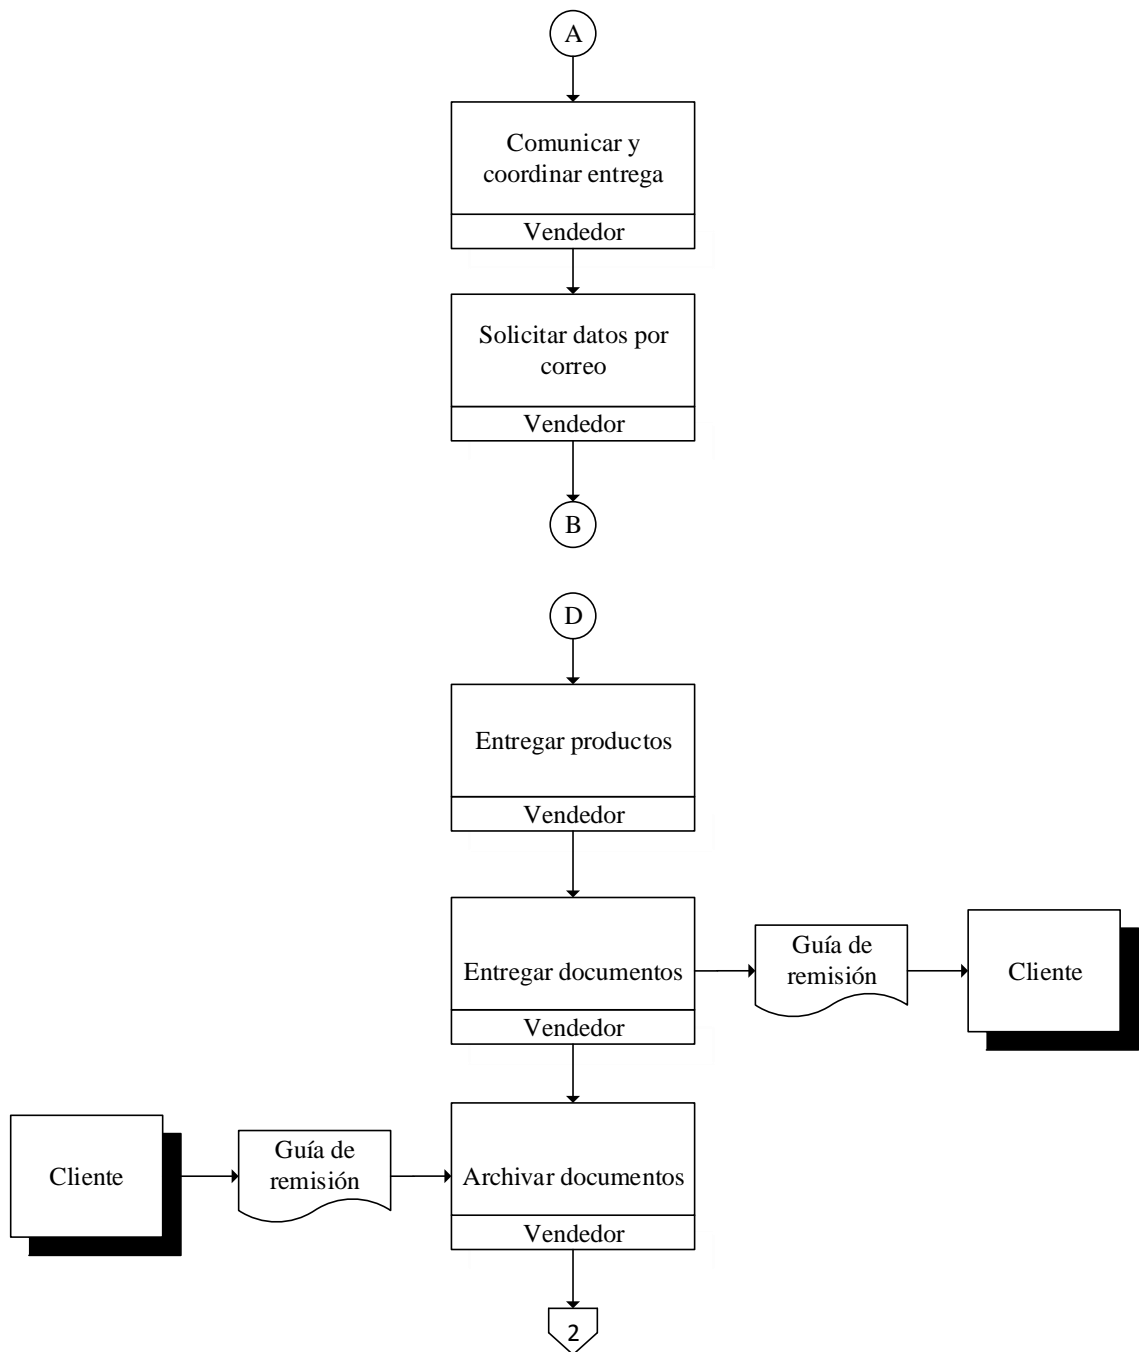 A
Comunicar y
coordinar entrega
Vendedor
Solicitar datos por
correo
Vendedor
B
D
Entregar productos
Vendedor
Entregar documentos
Vendedor
Guía de
remisión
Cliente
Cliente
Guía de
remisión
Archivar documentos
Vendedor
2